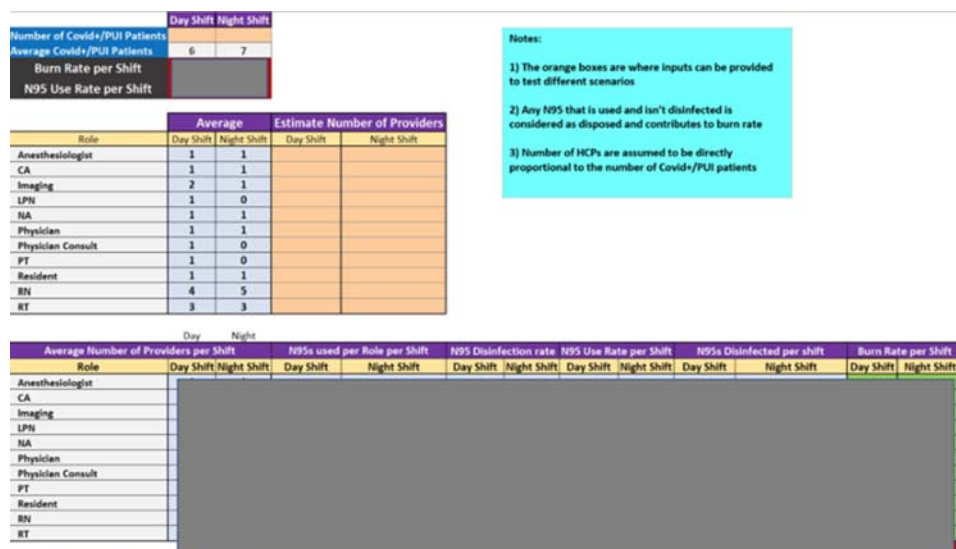 Day Shift Night Shift
Number of Covid+/PUI Patients
Average Covid+/PUI Patients 6 7
Burn Rate per Shift
N95 Use Rate per Shift
Notes:
1) The orange boxes are where inputs can be provided
to test different scenarios
2) Any N95 that is used and isn't disinfected is
considered as disposed and contributes to burn rate
3) Number of HCPs are assumed to be directly
proportional to the number of Covid+/PUI patients
Average Estimate Number of Providers
Role Day Shift Night Shift Day Shift Night Shift
Anesthesiologist 1 1
CA 1 1
Imaging 2 1
LPN 1 0
NA 1 1
Physician 1 1
Physician Consult 1 0
PT 1 0
Resident 1 1
RN 4 5
RT 3 3
Day Night
Average Number of Providers per Shift N95s used per Role per Shift N95 Disinfection rate N95 Use Rate per Shift N95s Disinfected per shift Burn Rate per Shift
Role Day Shift Night Shift Day Shift Night Shift Day Shift Night Shift Day Shift Night Shift Day Shift Night Shift Day Shift Night Shift
Anesthesiologist
CA
Imaging
LPN
NA
Physician
Physician Consult
PT
Resident
RN
RT